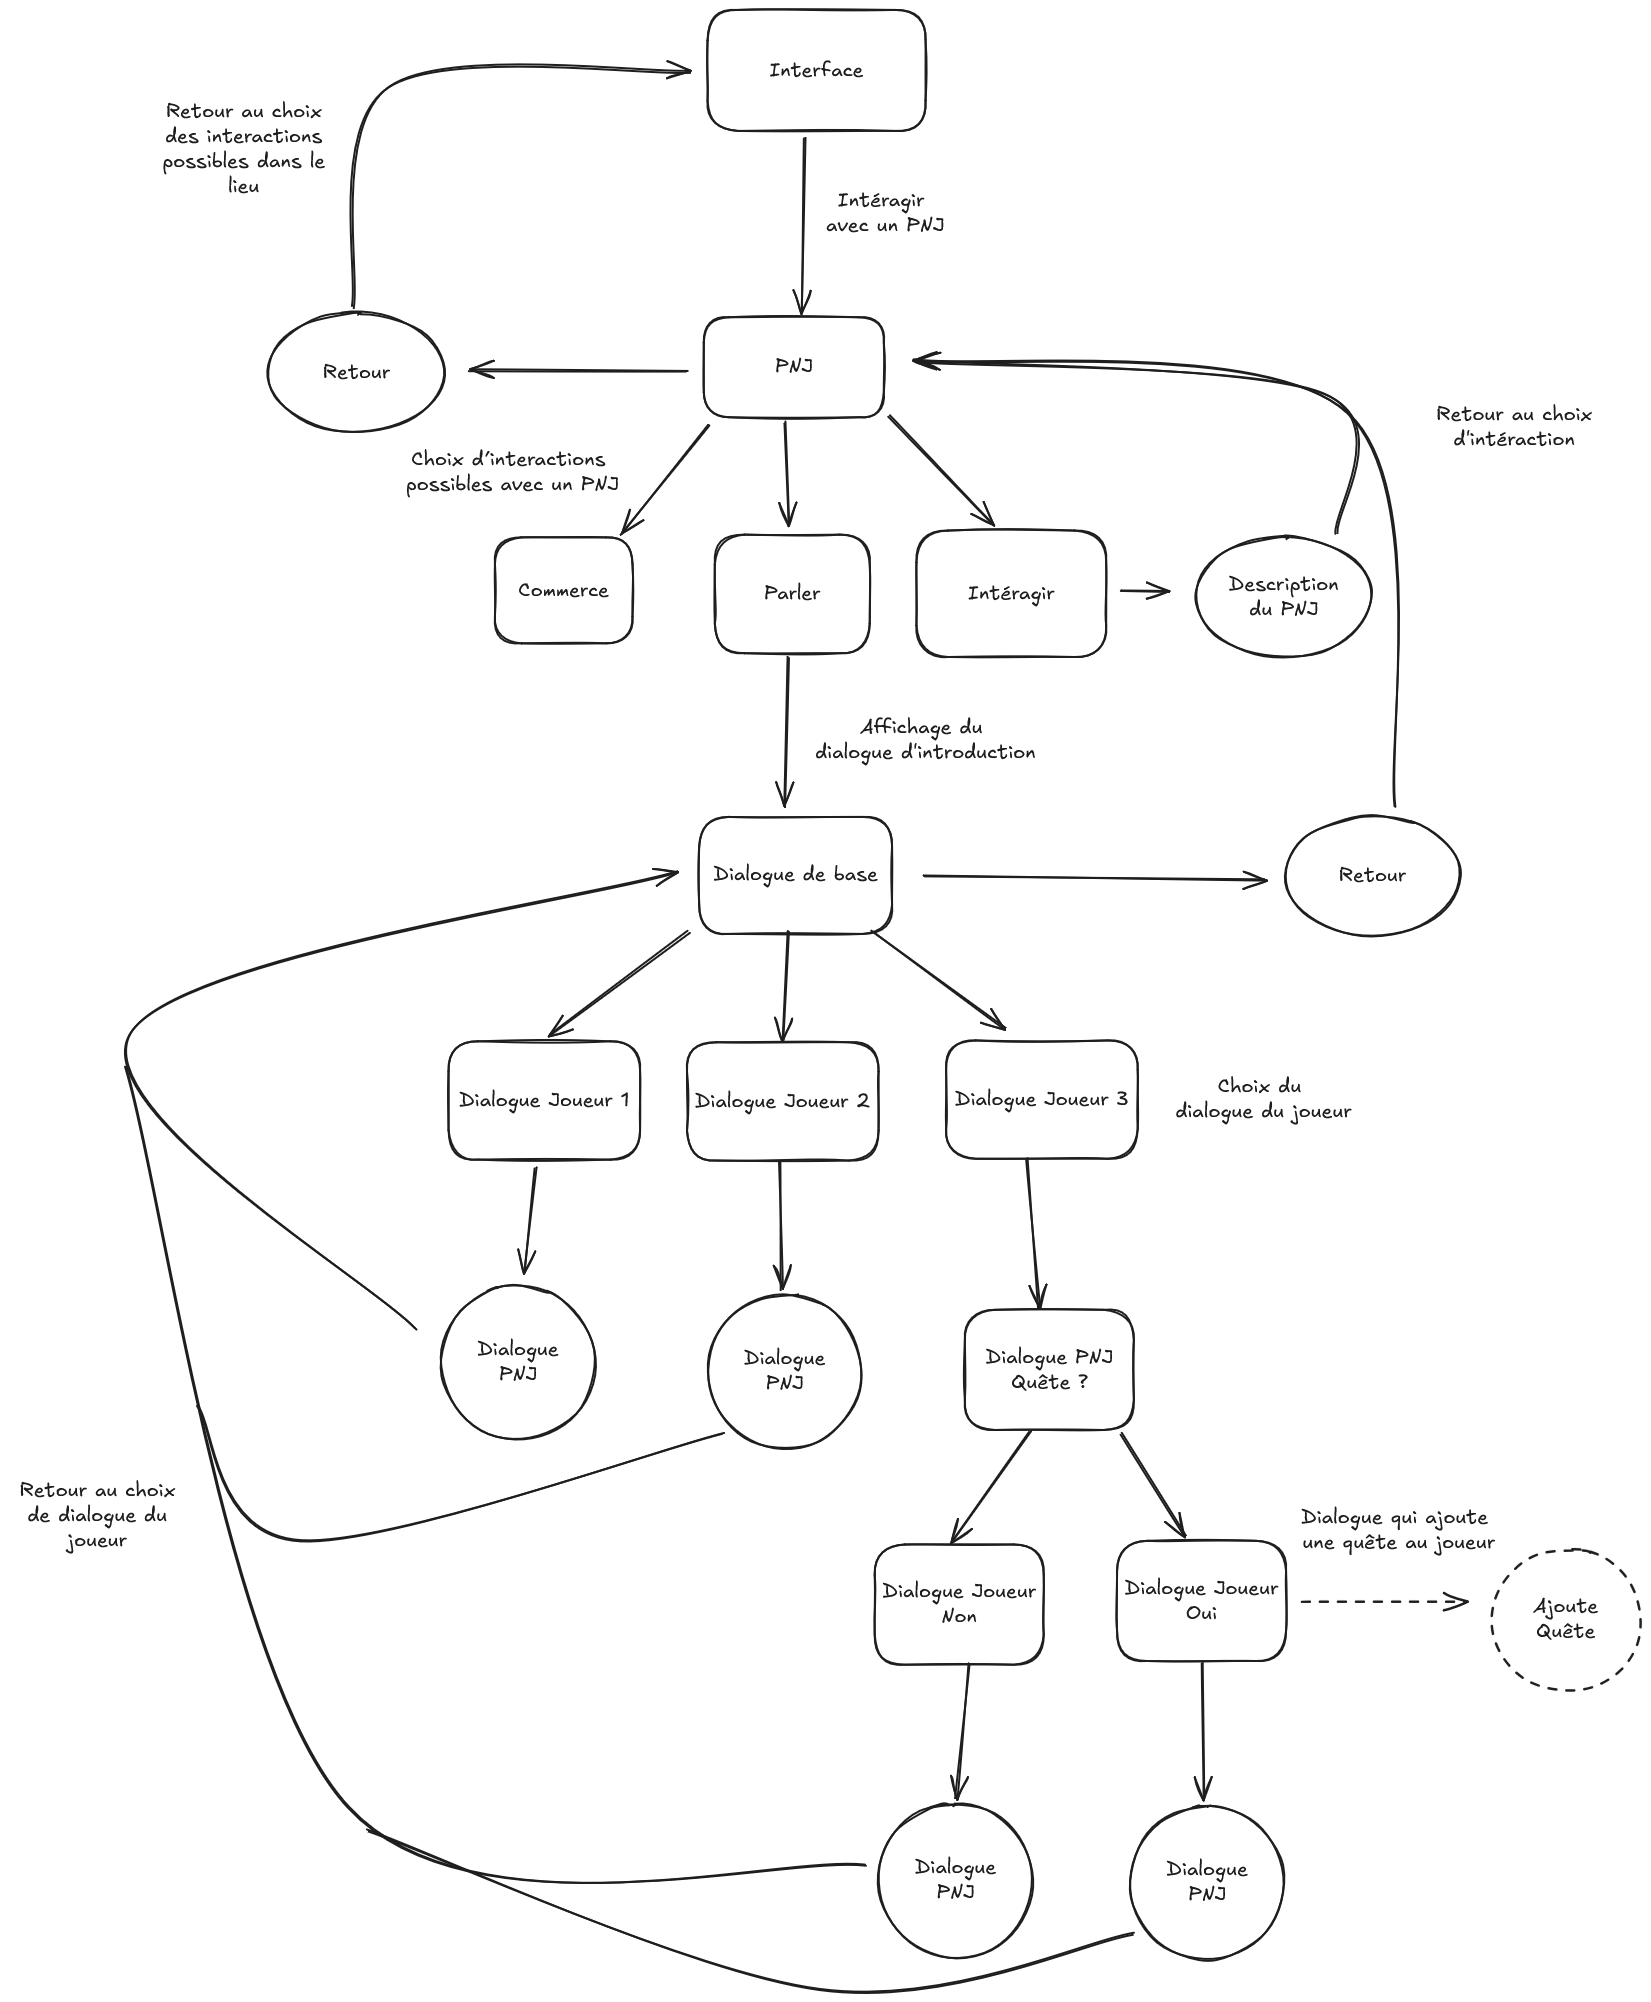 Interface
Retour au choix
des interactions
possibles dans le
lieu
Intéragir
avec un PNJ
Retour
PNJ
Retour au choix
d'intéraction
Choix d'interactions
possibles avec un PNJ
Commerce
Parler
Intéragir
Description
du PNJ
Affichage du
dialogue d'introduction
Dialogue de base
Retour
Dialogue Joueur 1
Dialogue Joueur 2
Dialogue Joueur 3
Choix du
dialogue du joueur
Dialogue
PNJ
Dialogue
PNJ
Dialogue PNJ
Quête ?
Retour au choix
de dialogue du
joueur
Dialogue Joueur
Non
Dialogue Joueur
Oui
Dialogue qui ajoute
une quête au joueur
Ajoute
Quête
Dialogue
PNJ
Dialogue
PNJ